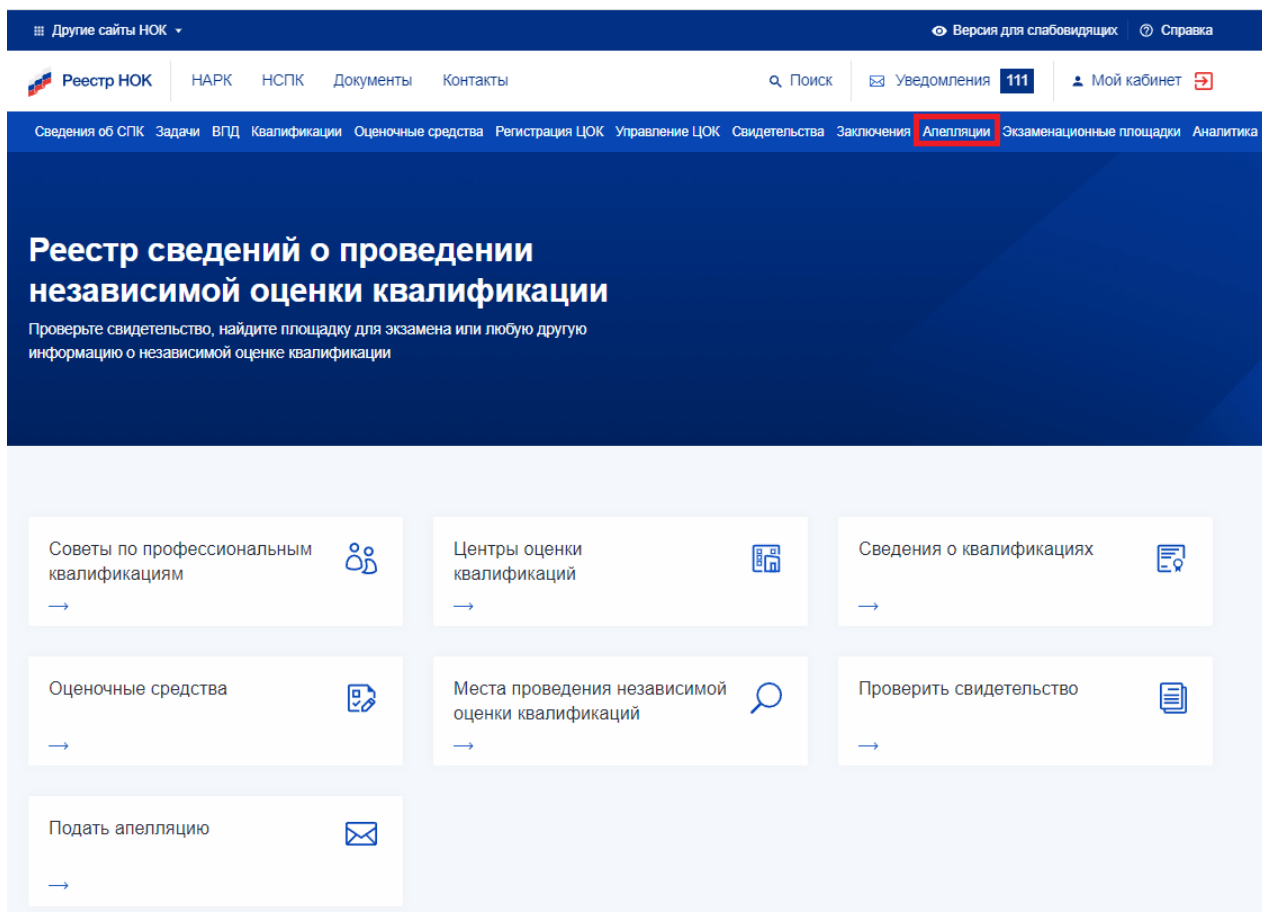 Другие сайты НОК
Версия для слабовидящих
Справка
Реестр НОК
НАРК
НСПК
Документы
Контакты
Поиск
Уведомления 111
Мой кабинет
Сведения об СПК Задачи ВПД Квалификации Оценочные средства Регистрация ЦОК Управление ЦОК Свидетельства Заключения Апелляции Экзаменационные площадки Аналитика
Реестр сведений о проведении
независимой оценки квалификации
Проверьте свидетельство, найдите площадку для экзамена или любую другую
информацию о независимой оценке квалификации
Советы по профессиональным
квалификациям
Центры оценки
квалификаций
Сведения о квалификациях
Оценочные средства
Места проведения независимой
оценки квалификаций
Проверить свидетельство
Подать апелляцию